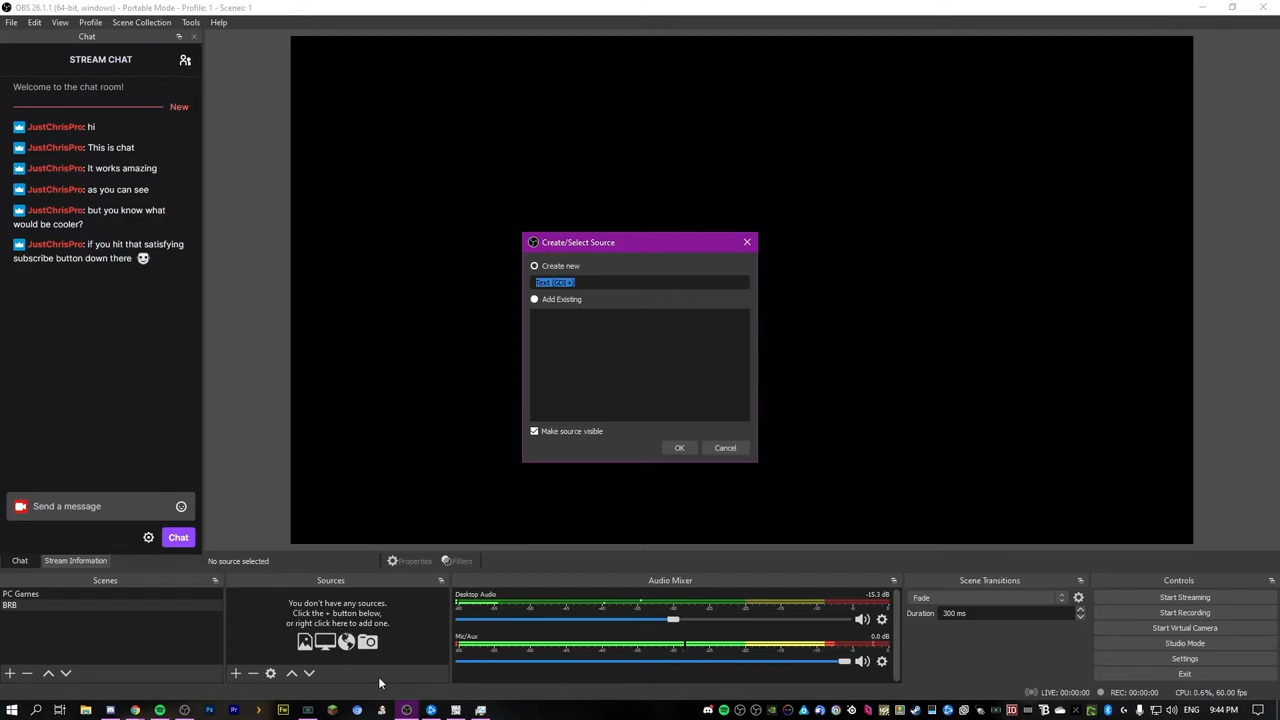 OBS 26.1.1 (64-bit, windows) - Portable Mode - Profile: 1 - Scenes: 1
File Edit View Profile Scene Collection Tools Help
Chat
STREAM CHAT
Welcome to the chat room!
New
JustChrisPro: hi
JustChrisPro: This is chat
JustChrisPro: It works amazing
JustChrisPro: as you can see
JustChrisPro: but you know what
would be cooler?
JustChrisPro: if you hit that satisfying
subscribe button down there
Send a message
Chat
Create/Select Source
Create new
Text (GDI+)
Add Existing
Make source visible
OK Cancel
Chat Stream Information No source selected Properties Filters
Scenes
PC Games
BRB
Sources
You don't have any sources.
Click the + button below,
or right click here to add one.
Audio Mixer
Desktop Audio -15.3 dB
Mic/Aux 0.0 dB
Scene Transitions
Fade
Duration 300 ms
Controls
Start Streaming
Start Recording
Start Virtual Camera
Studio Mode
Settings
Exit
LIVE: 00:00:00 REC: 00:00:00 CPU: 0.6%, 60.00 fps
ENG 9:44 PM